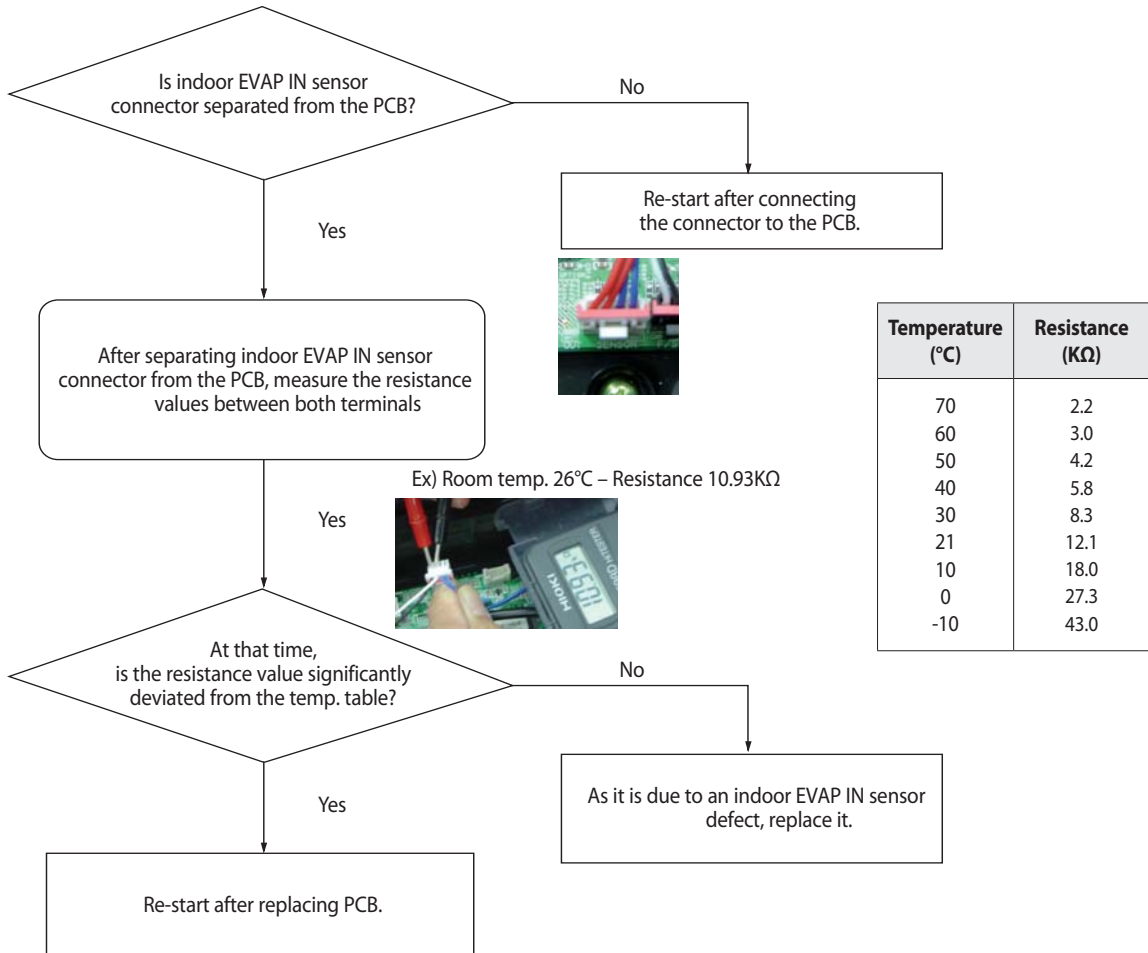 Is indoor EVAP IN sensor
connector separated from the PCB?
No
Re-start after connecting
the connector to the PCB.
Yes
SENSOR
After separating indoor EVAP IN sensor
connector from the PCB, measure the resistance
values between both terminals
Ex) Room temp. 26°C – Resistance 10.93KΩ
Yes
HIOKI
10.93
At that time,
is the resistance value significantly
deviated from the temp. table?
No
As it is due to an indoor EVAP IN sensor
defect, replace it.
Yes
Re-start after replacing PCB.
Temperature Resistance
(°C) (KΩ)
70 2.2
60 3.0
50 4.2
40 5.8
30 8.3
21 12.1
10 18.0
0 27.3
-10 43.0